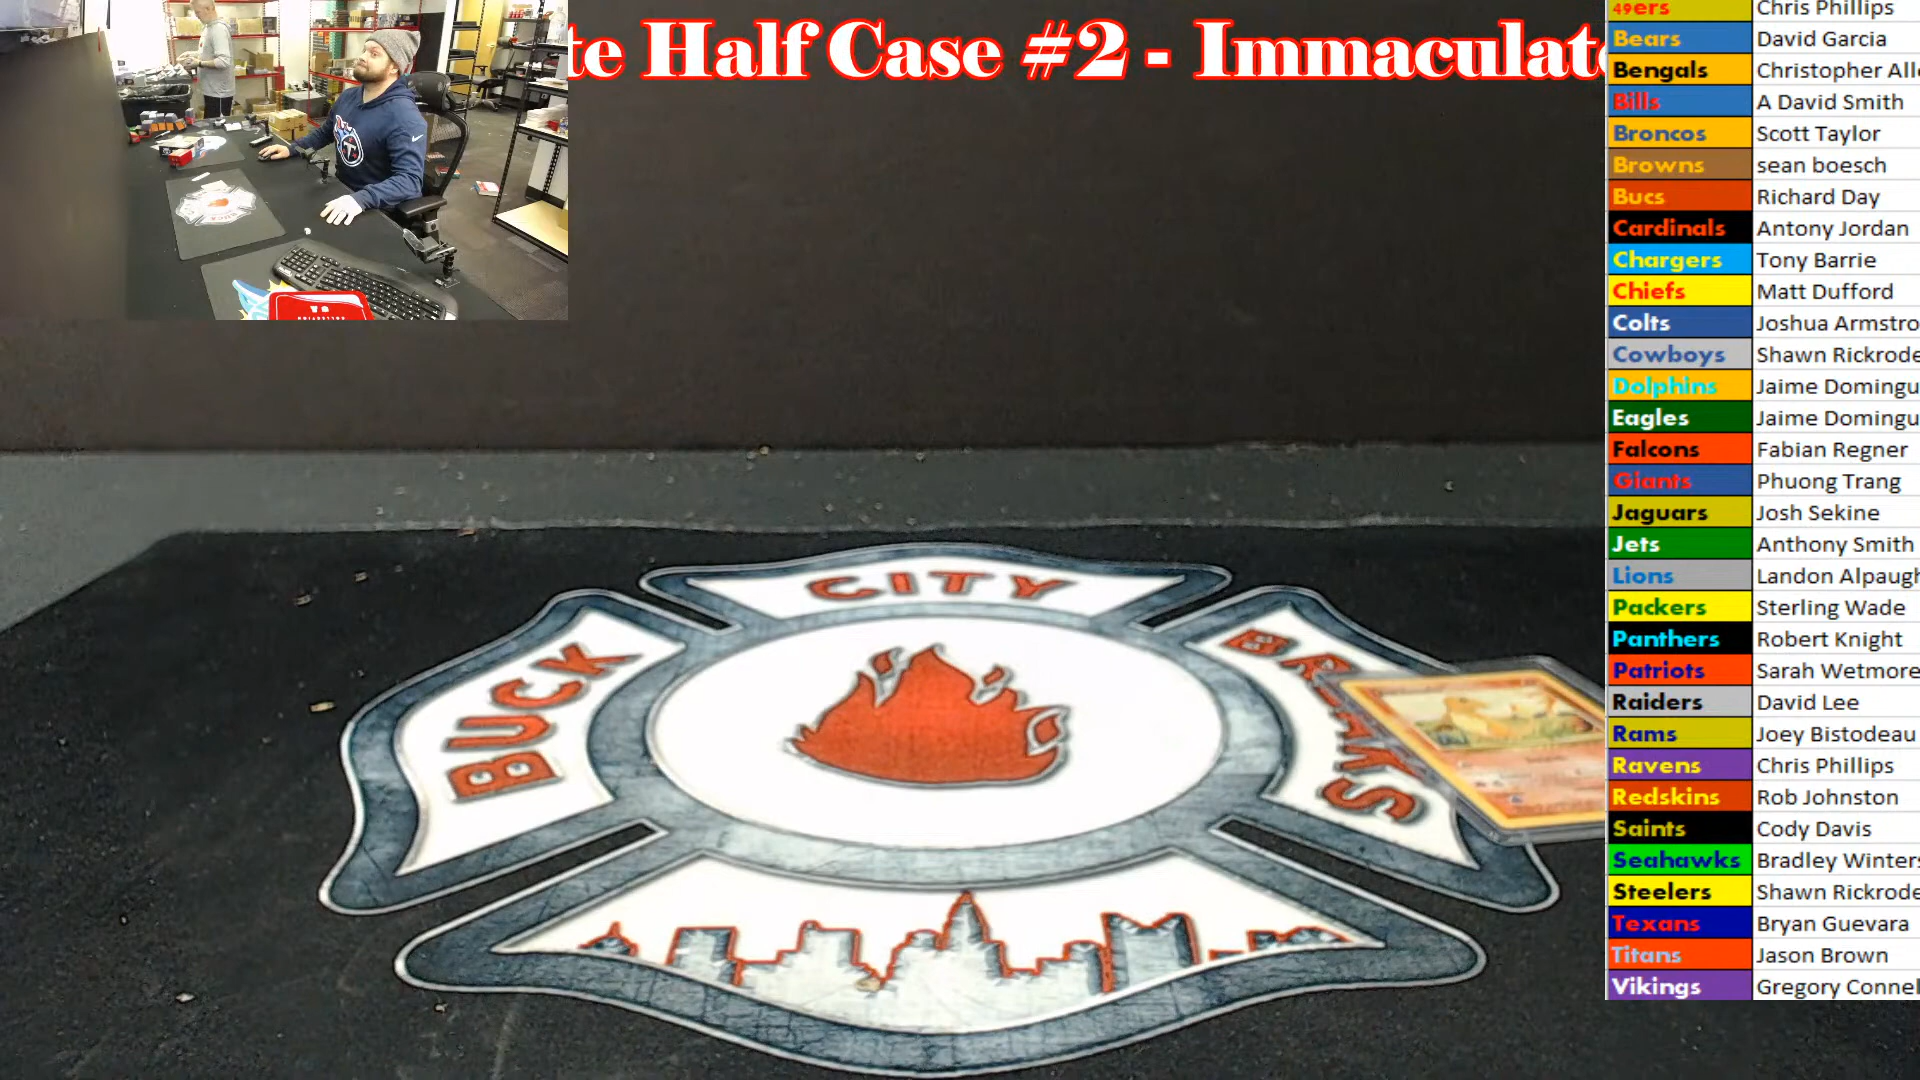 te Half Case #2 - Immaculate
49ers Chris Phillips
Bears David Garcia
Bengals Christopher Alle
Bills A David Smith
Broncos Scott Taylor
Browns sean boesch
Bucs Richard Day
Cardinals Antony Jordan
Chargers Tony Barrie
Chiefs Matt Dufford
Colts Joshua Armstro
Cowboys Shawn Rickrode
Dolphins Jaime Domingu
Eagles Jaime Domingu
Falcons Fabian Regner
Giants Phuong Trang
Jaguars Josh Sekine
Jets Anthony Smith
Lions Landon Alpaugh
Packers Sterling Wade
Panthers Robert Knight
Patriots Sarah Wetmore
Raiders David Lee
Rams Joey Bistodeau
Ravens Chris Phillips
Redskins Rob Johnston
Saints Cody Davis
Seahawks Bradley Winters
Steelers Shawn Rickrode
Texans Bryan Guevara
Titans Jason Brown
Vikings Gregory Connel
CITY
BUCK
BREAKS